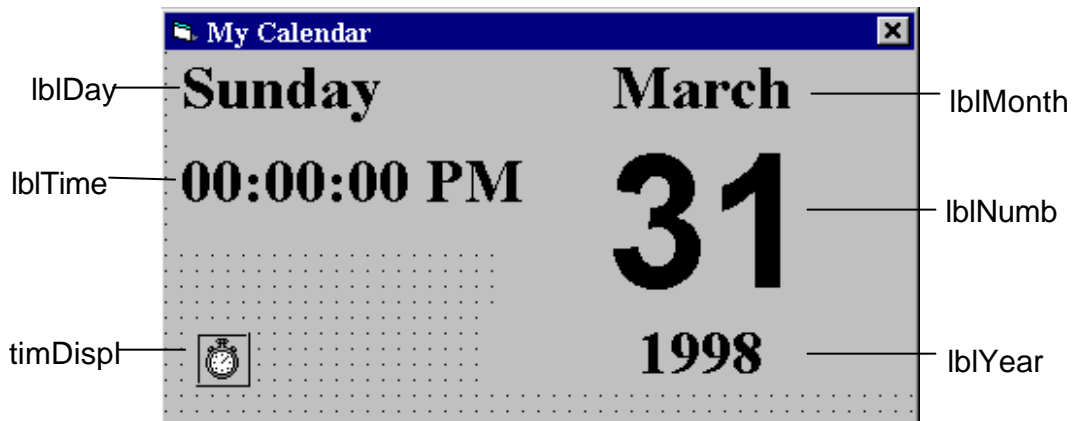 My Calendar
lblDay Sunday March lblMonth
lblTime 00:00:00 PM 31 lblNumb
timDispl 1998 lblYear